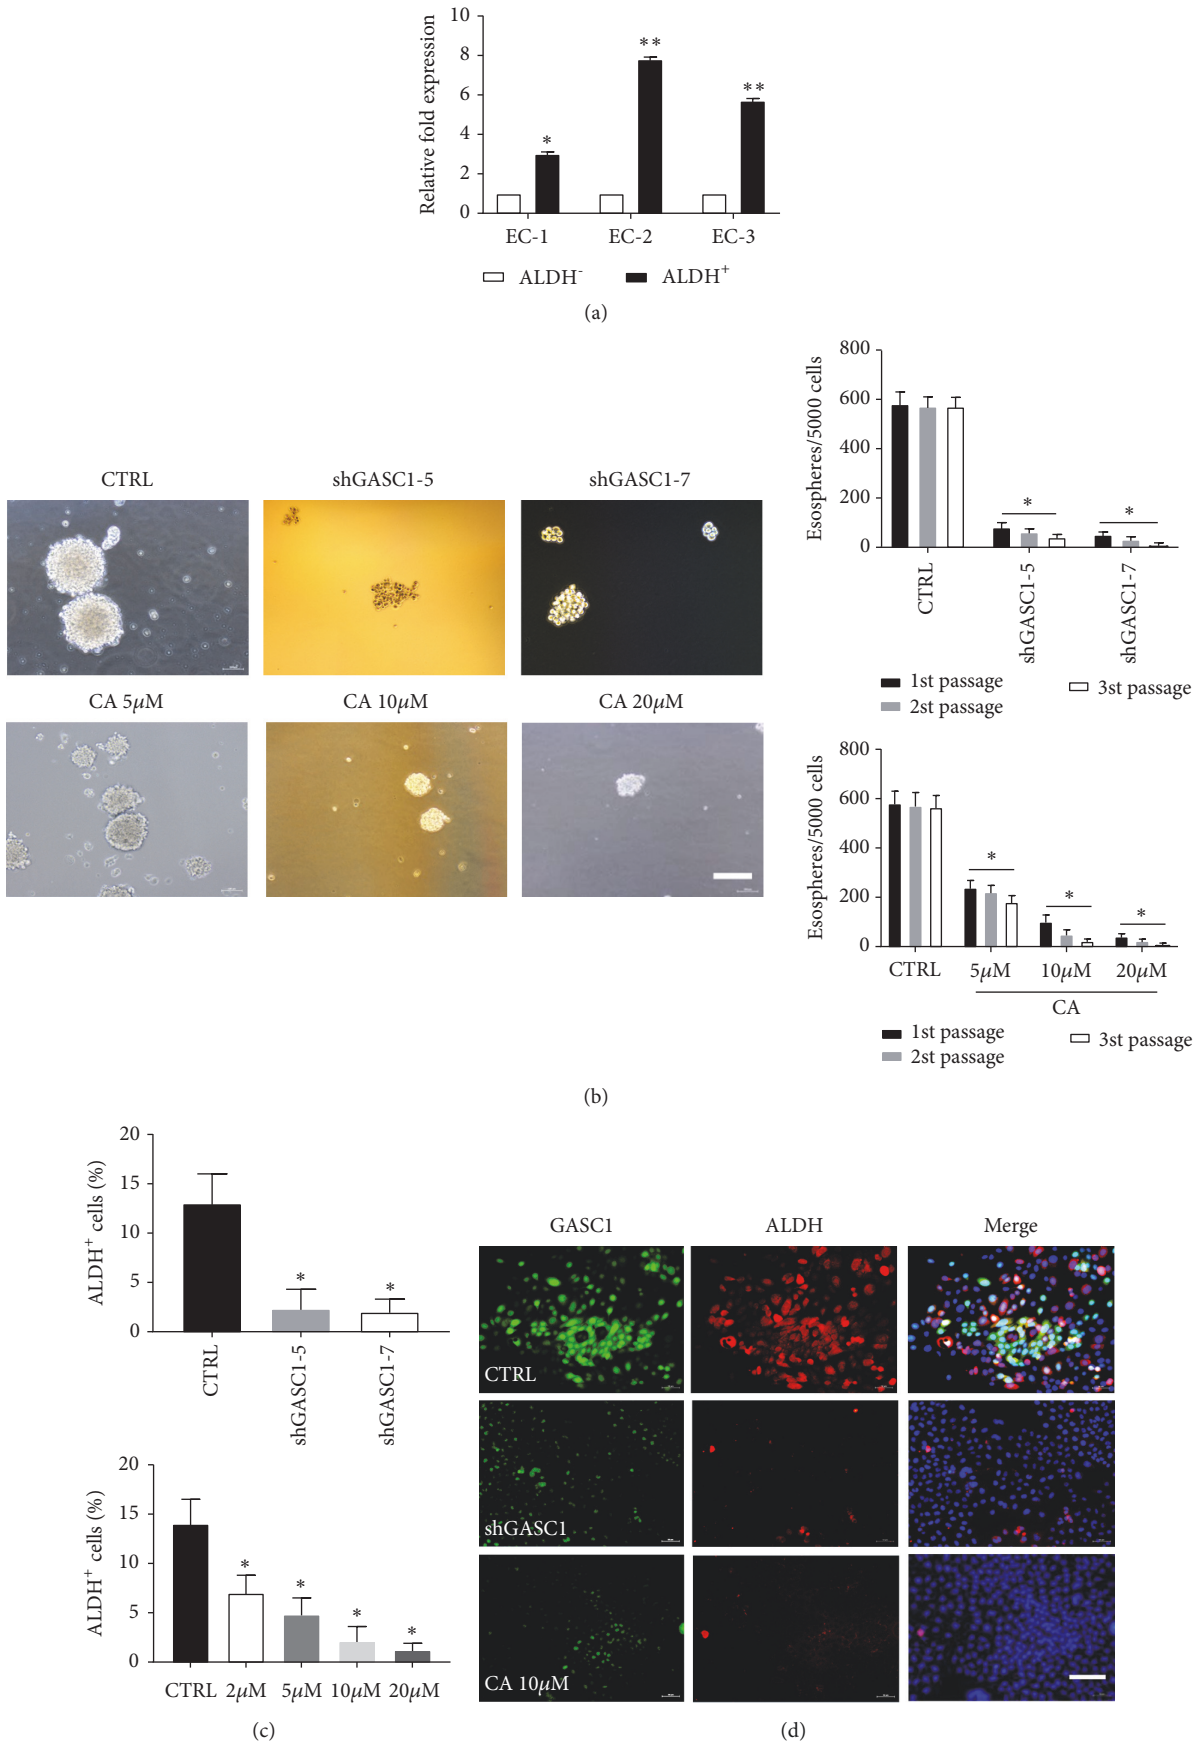 Relative fold expression
10
8
6
4
2
0
*
**
**
EC-1 EC-2 EC-3
ALDH⁻ ALDH⁺
(a)
CTRL shGASC1-5 shGASC1-7
CA 5μM CA 10μM CA 20μM
Esospheres/5000 cells
800
600
400
200
0
*
*
CTRL
shGASC1-5
shGASC1-7
1st passage
2st passage
3st passage
Esospheres/5000 cells
800
600
400
200
0
*
*
*
CTRL 5μM 10μM 20μM
CA
1st passage
2st passage
3st passage
(b)
ALDH⁺ cells (%)
20
15
10
5
0
*
*
CTRL
shGASC1-5
shGASC1-7
ALDH⁺ cells (%)
20
15
10
5
0
*
*
*
*
CTRL 2μM 5μM 10μM 20μM
(c)
GASC1 ALDH Merge
CTRL
shGASC1
CA 10μM
(d)